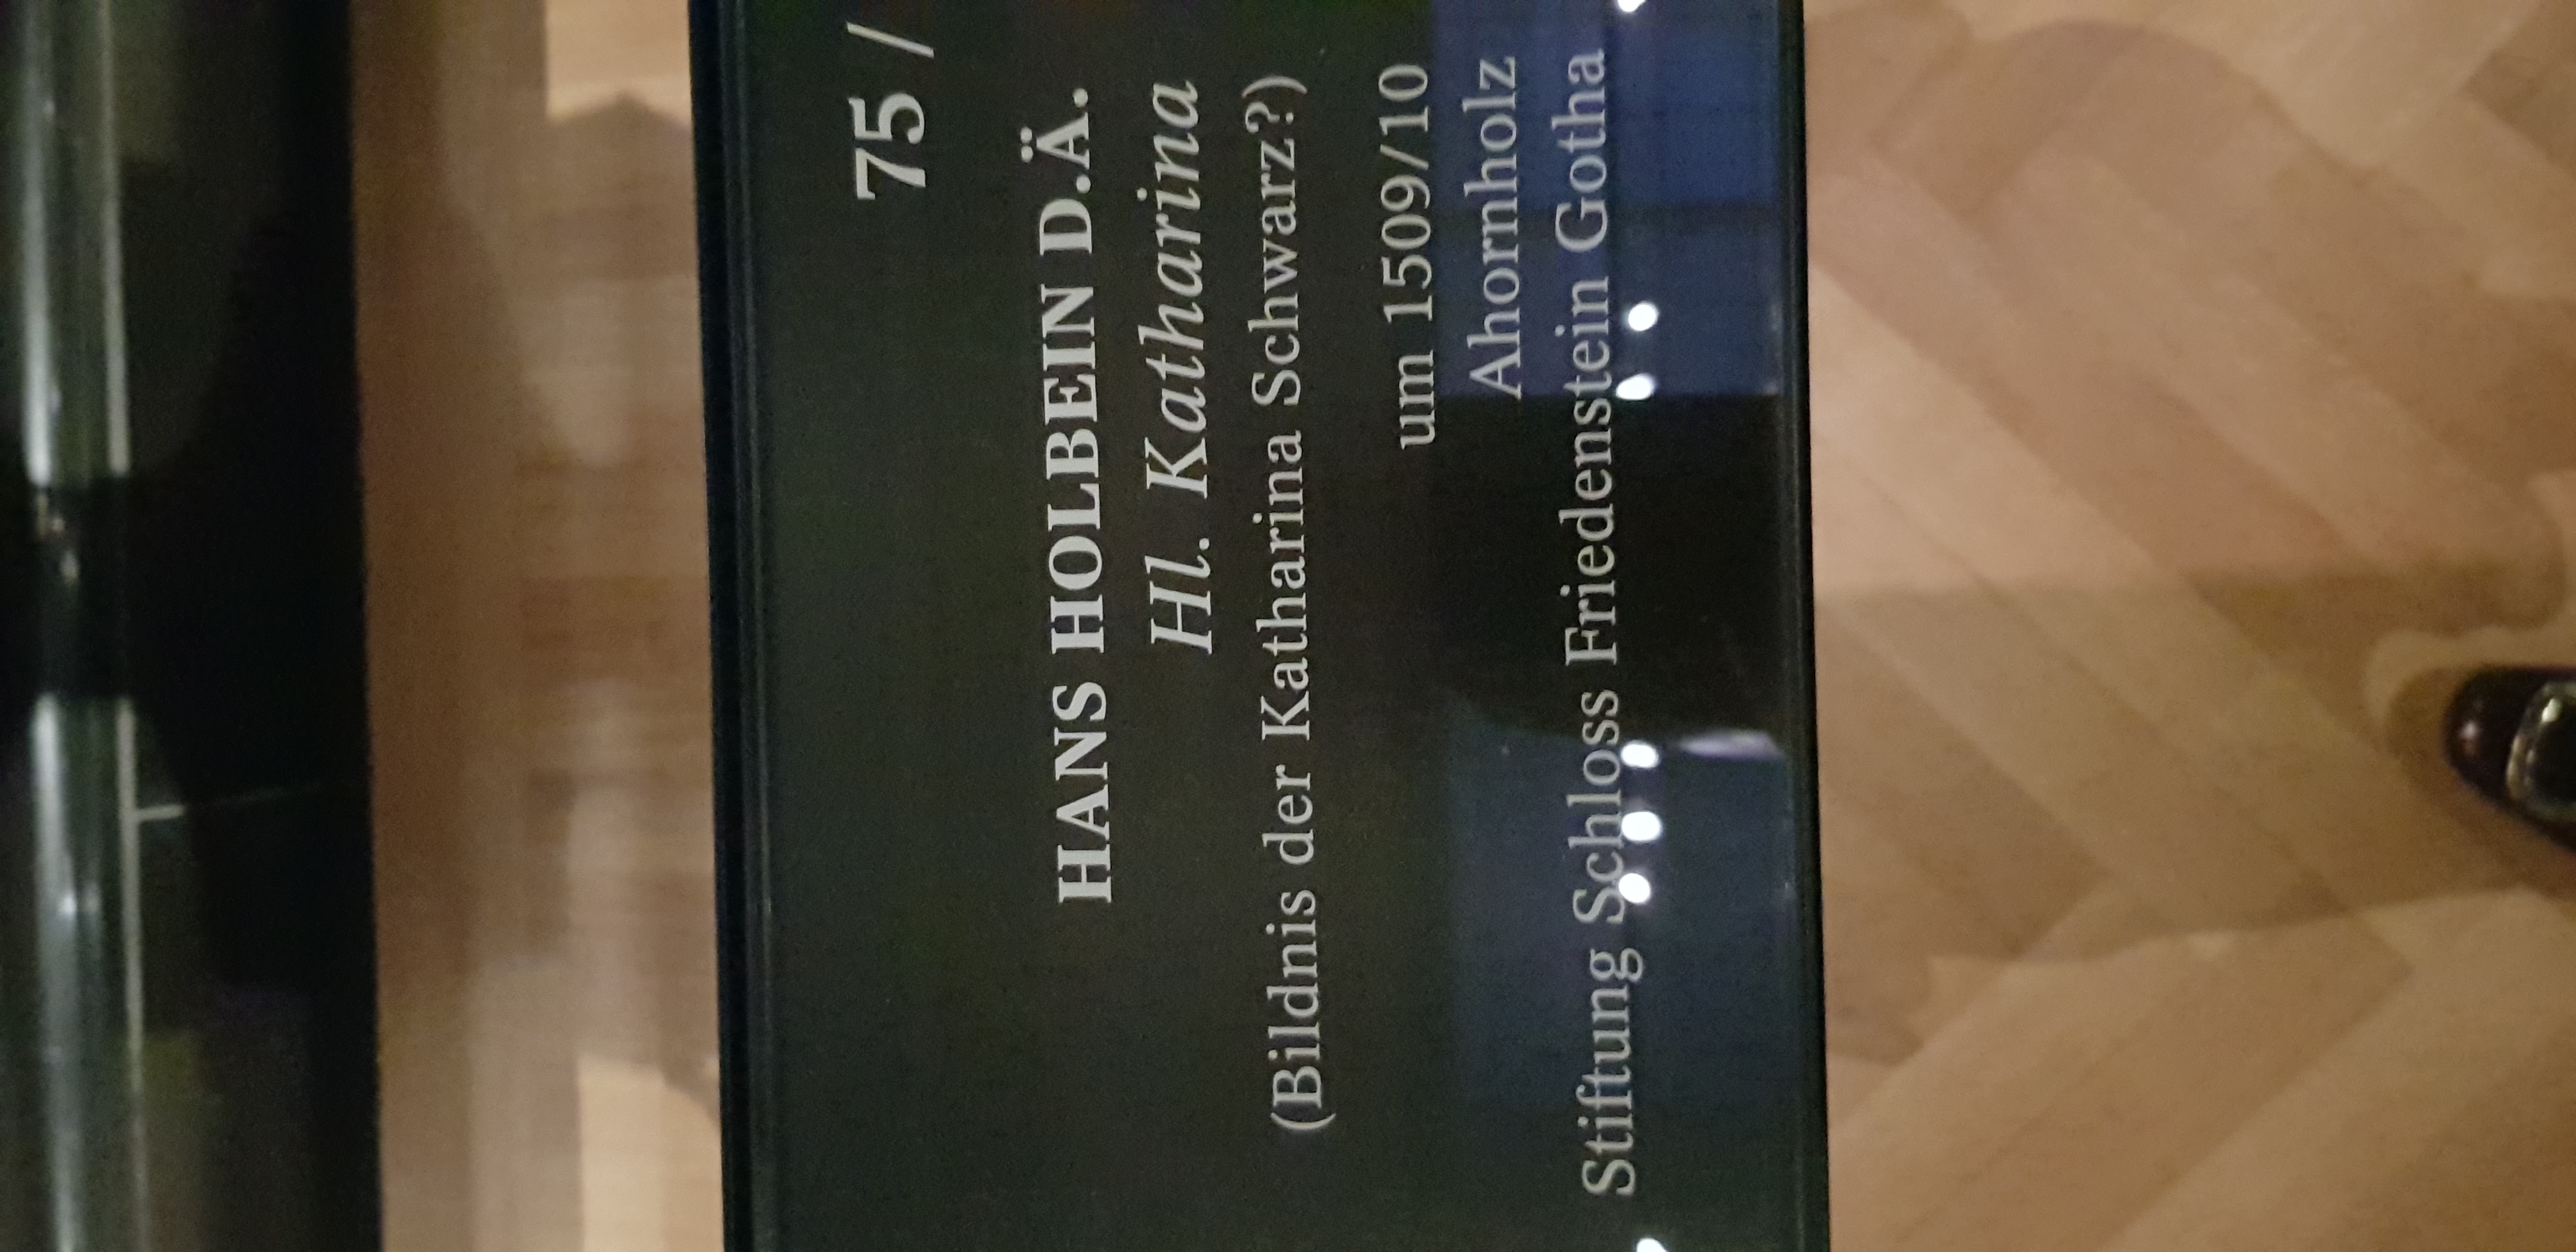 75 /
HANS HOLBEIN D.Ä.
Hl. Katharina
(Bildnis der Katharina Schwarz?)
um 1509/10
Ahornholz
Stiftung Schloss Friedenstein Gotha